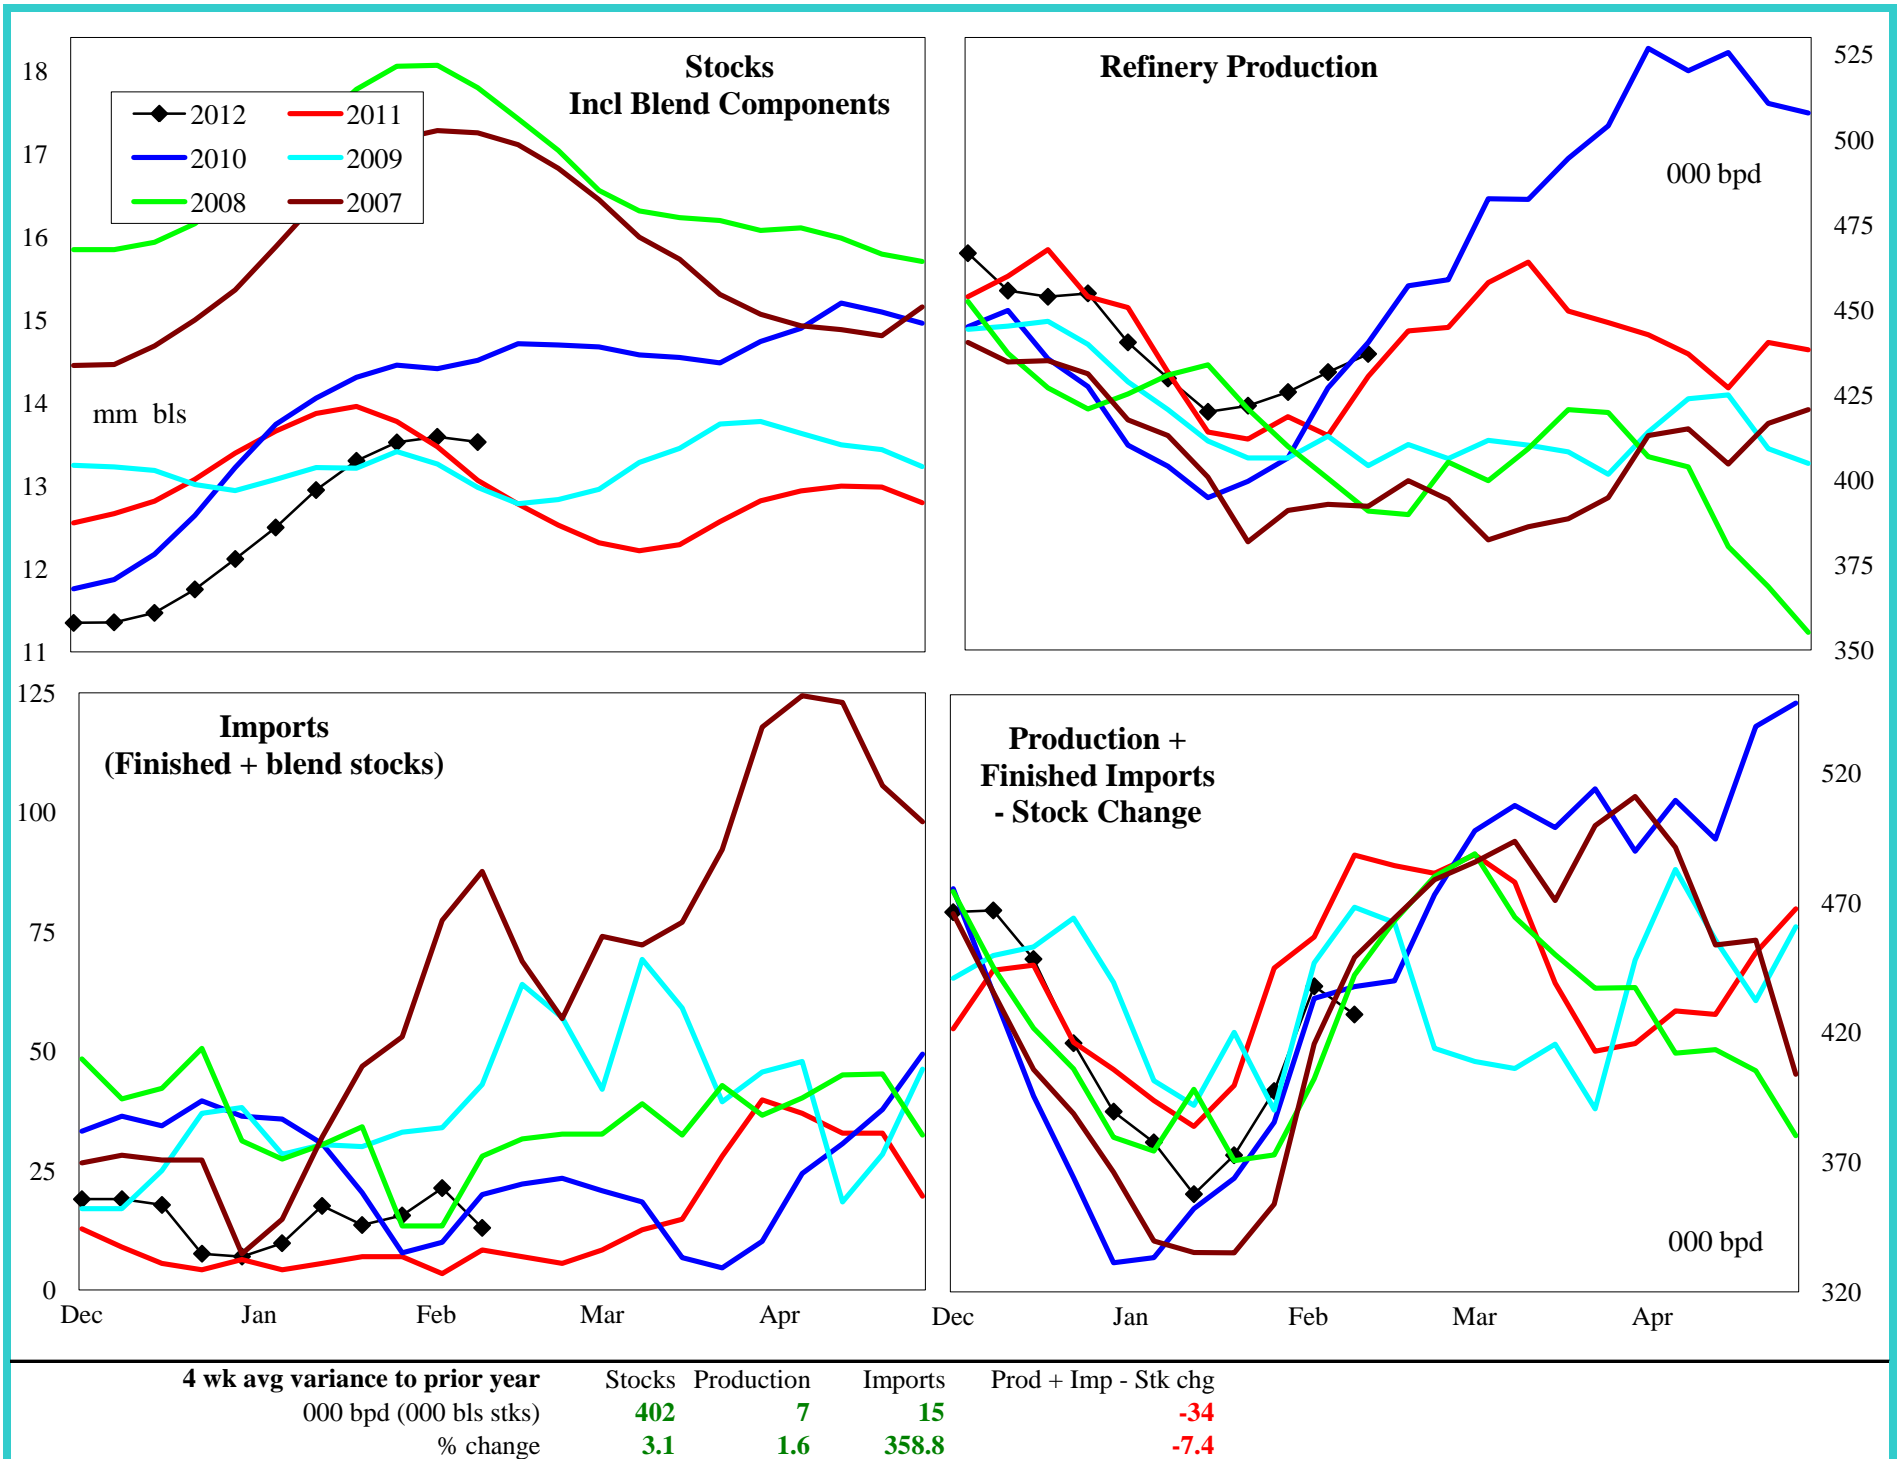 Stocks
Incl Blend Components
18
17
16
15
14
13
12
11
2012
2011
2010
2009
2008
2007
mm bls
Refinery Production
000 bpd
525
500
475
450
425
400
375
350
Imports
(Finished + blend stocks)
125
100
75
50
25
0
Dec Jan Feb Mar Apr
Production +
Finished Imports
- Stock Change
000 bpd
520
470
420
370
320
Dec Jan Feb Mar Apr
4 wk avg variance to prior year Stocks Production Imports Prod + Imp - Stk chg
000 bpd (000 bls stks) 402 7 15 -34
% change 3.1 1.6 358.8 -7.4